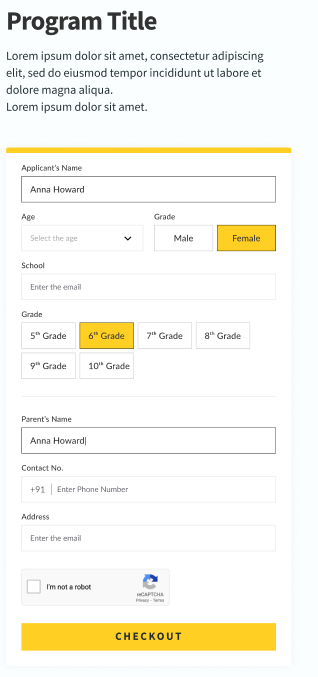 Program Title
Lorem ipsum dolor sit amet, consectetur adipiscing
elit, sed do eiusmod tempor incididunt ut labore et
dolore magna aliqua.
Lorem ipsum dolor sit amet.
Applicant's Name
Anna Howard
Age
Grade
Select the age
Male
Female
School
Enter the email
Grade
5th Grade
6th Grade
7th Grade
8th Grade
9th Grade
10th Grade
Parent's Name
Anna Howard
Contact No.
+91
Enter Phone Number
Address
Enter the email
I'm not a robot
reCAPTCHA
Privacy - Terms
CHECKOUT